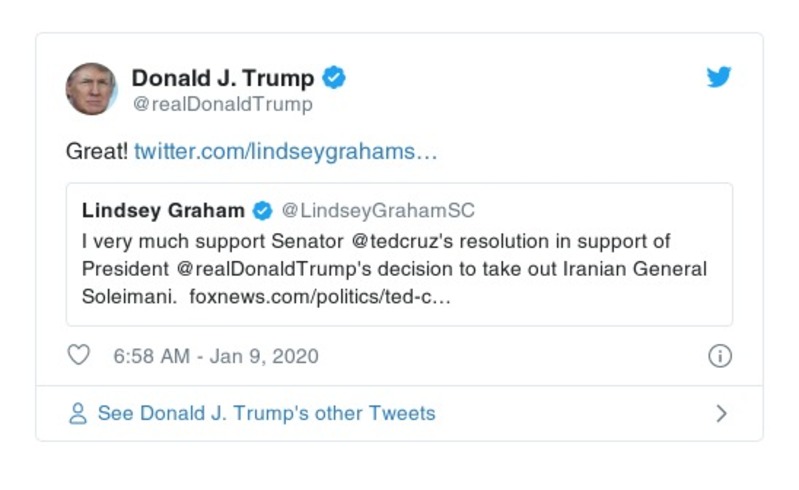 Donald J. Trump
@realDonaldTrump
Great! twitter.com/lindseygrahams…
Lindsey Graham @LindseyGrahamSC
I very much support Senator @tedcruz's resolution in support of
President @realDonaldTrump's decision to take out Iranian General
Soleimani.  foxnews.com/politics/ted-c…
6:58 AM - Jan 9, 2020
See Donald J. Trump's other Tweets